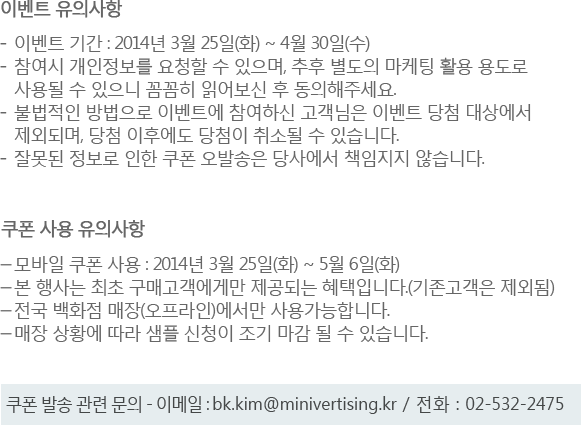 이벤트 유의사항
- 이벤트 기간 : 2014년 3월 25일(화) ~ 4월 30일(수)
- 참여시 개인정보를 요청할 수 있으며, 추후 별도의 마케팅 활용 용도로
사용될 수 있으니 꼼꼼히 읽어보신 후 동의해주세요.
- 불법적인 방법으로 이벤트에 참여하신 고객님은 이벤트 당첨 대상에서
제외되며, 당첨 이후에도 당첨이 취소될 수 있습니다.
- 잘못된 정보로 인한 쿠폰 오발송은 당사에서 책임지지 않습니다.
쿠폰 사용 유의사항
– 모바일 쿠폰 사용 : 2014년 3월 25일(화) ~ 5월 6일(화)
– 본 행사는 최초 구매고객에게만 제공되는 혜택입니다.(기존고객은 제외됨)
– 전국 백화점 매장(오프라인)에서만 사용가능합니다.
– 매장 상황에 따라 샘플 신청이 조기 마감 될 수 있습니다.
쿠폰 발송 관련 문의 - 이메일 : bk.kim@minivertising.kr / 전화 : 02-532-2475